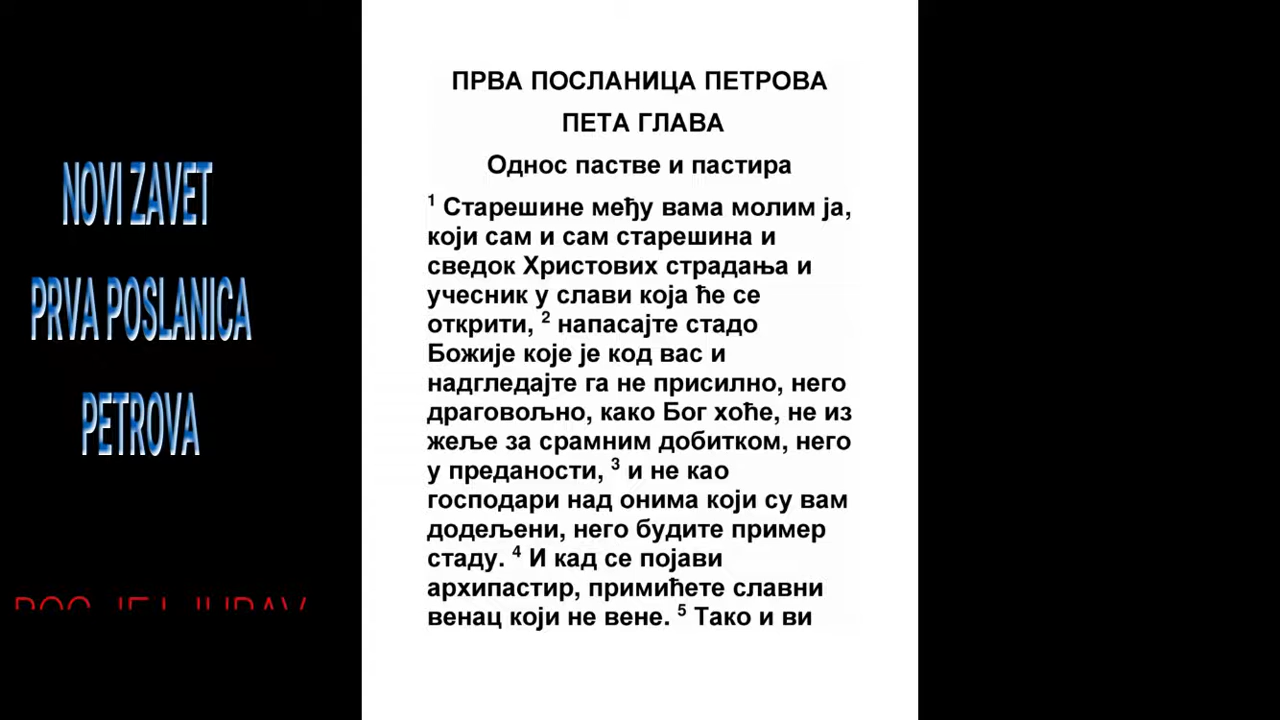 NOVI ZAVET
PRVA POSLANICA
PETROVA
ПРВА ПОСЛАНИЦА ПЕТРОВА
ПЕТА ГЛАВА
Однос пастве и пастира
1 Старешине међу вама молим ја,
који сам и сам старешина и
сведок Христових страдања и
учесник у слави која ће се
открити, 2 напасајте стадо
Божије које је код вас и
надгледајте га не присилно, него
драговољно, како Бог хоће, не из
жеље за срамним добитком, него
у преданости, 3 и не као
господари над онима који су вам
додељени, него будите пример
стаду. 4 И кад се појави
архипастир, примићете славни
венац који не вене. 5 Тако и ви